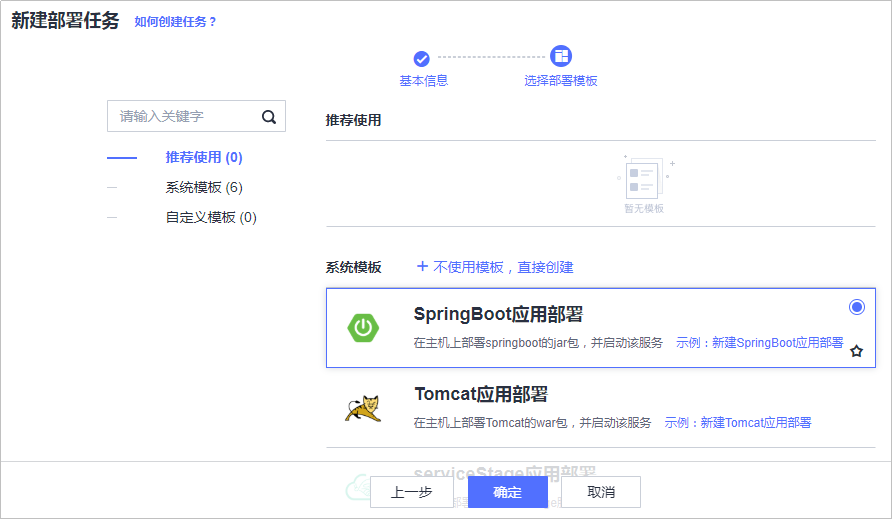 新建部署任务 如何创建任务？
基本信息 选择部署模板
请输入关键字
推荐使用 (0)
系统模板 (6)
自定义模板 (0)
推荐使用
暂无模板
系统模板 + 不使用模板，直接创建
SpringBoot应用部署
在主机上部署springboot的jar包，并启动该服务 示例：新建SpringBoot应用部署
Tomcat应用部署
在主机上部署Tomcat的war包，并启动该服务 示例：新建Tomcat应用部署
serviceStage应用部署
上一步 确定 取消